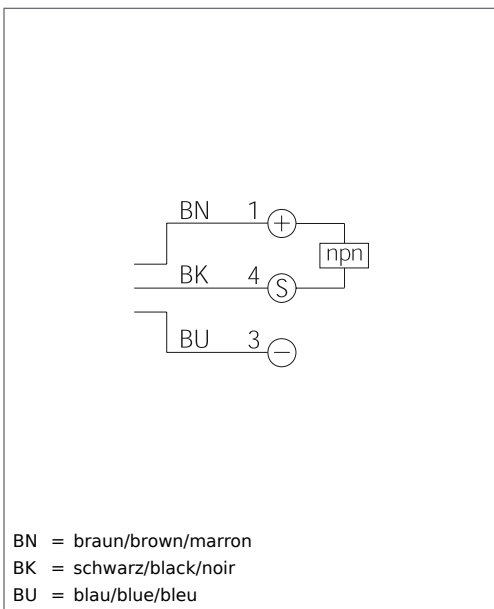 BN 1 +
npn
BK 4 S
BU 3 −
BN = braun/brown/marron
BK = schwarz/black/noir
BU = blau/blue/bleu